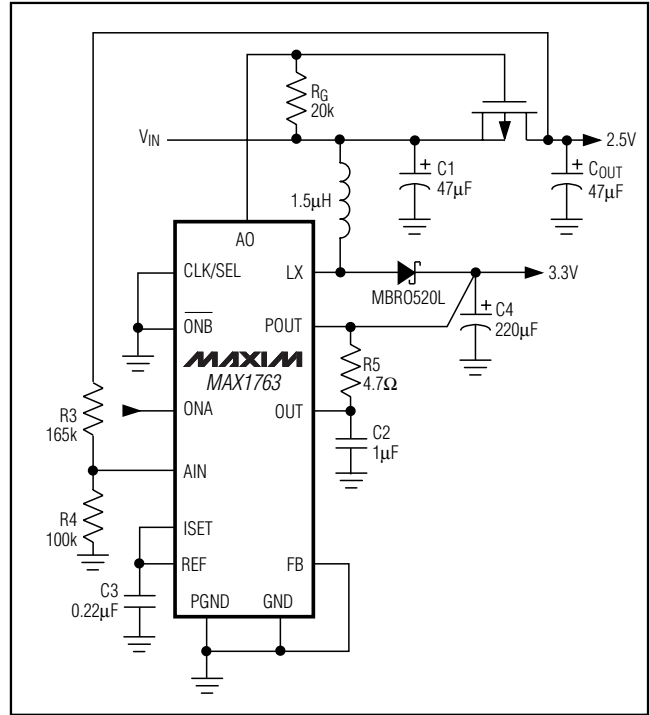 RG
20k
VIN
2.5V
C1
47µF
COUT
47µF
1.5µH
AO
CLK/SEL
LX
3.3V
MBRO520L
ONB
POUT
C4
220µF
MAXIM
MAX1763
R5
4.7Ω
R3
165k
ONA
OUT
C2
1µF
AIN
R4
100k
ISET
REF
FB
C3
0.22µF
PGND
GND